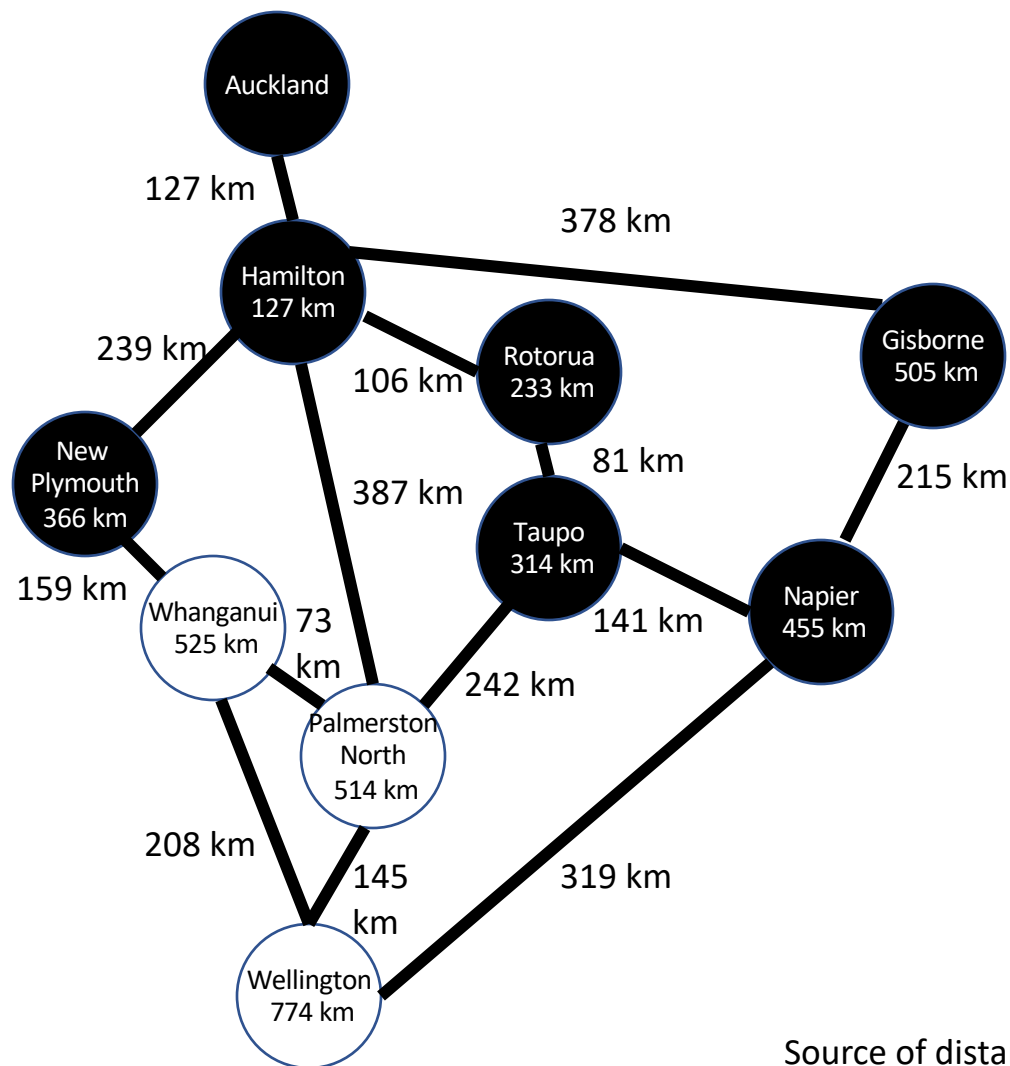 Auckland
127 km
378 km
Hamilton
127 km
Gisborne
505 km
239 km
Rotorua
233 km
106 km
New
Plymouth
366 km
81 km
215 km
387 km
Taupo
314 km
159 km
Whanganui
525 km
73
km
141 km
Napier
455 km
242 km
Palmerston
North
514 km
208 km
145
km
319 km
Wellington
774 km
Source of dista